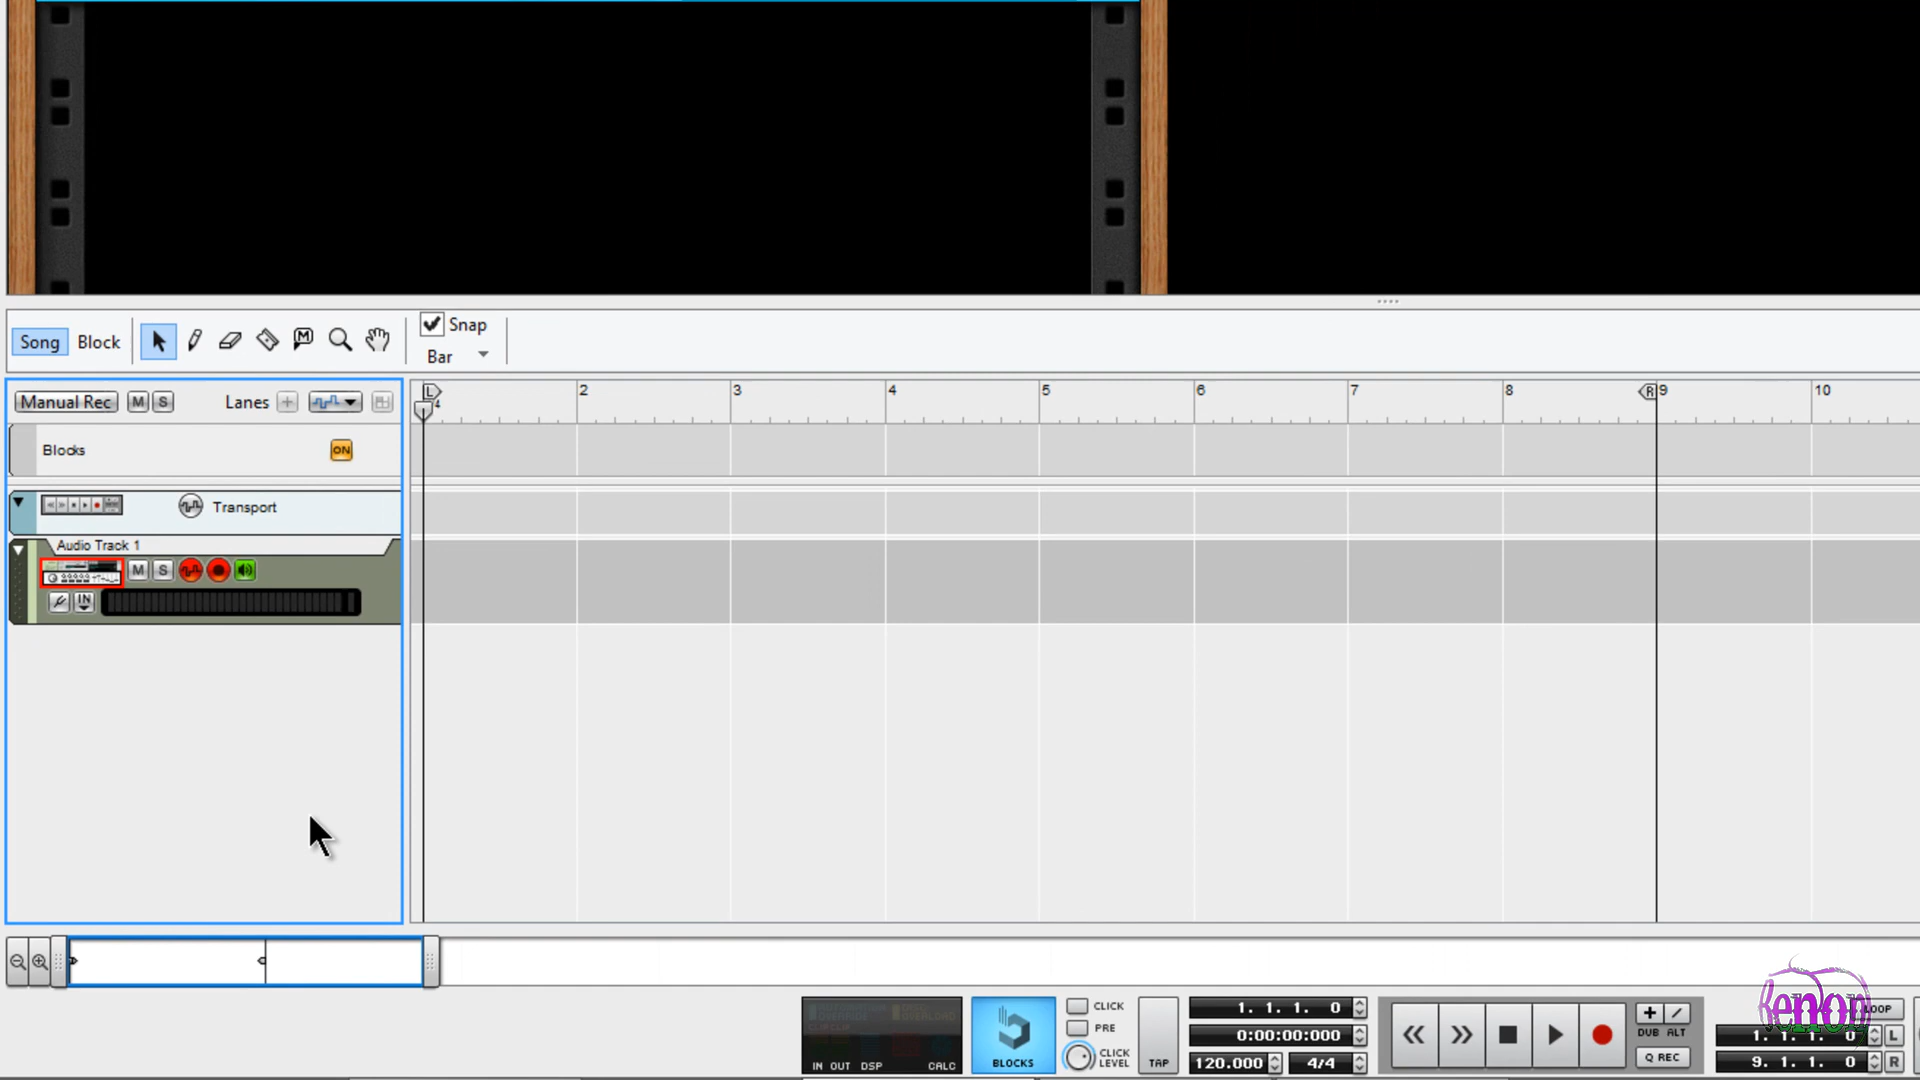 Song Block M Snap
Bar
Manual Rec M S Lanes +
L 2 3 4 5 6 7 8 R 9 10
4
Blocks ON
Transport
Audio Track 1
M S
IN
CLICK
PRE
CLICK
LEVEL
TAP
BLOCKS
IN OUT DSP CALC
1. 1. 1. 0
0:00:00:000
120.000 4/4
DUB ALT
Q REC
LOOP
1. 1. 1. 0 L
9. 1. 1. 0 R
Kenon